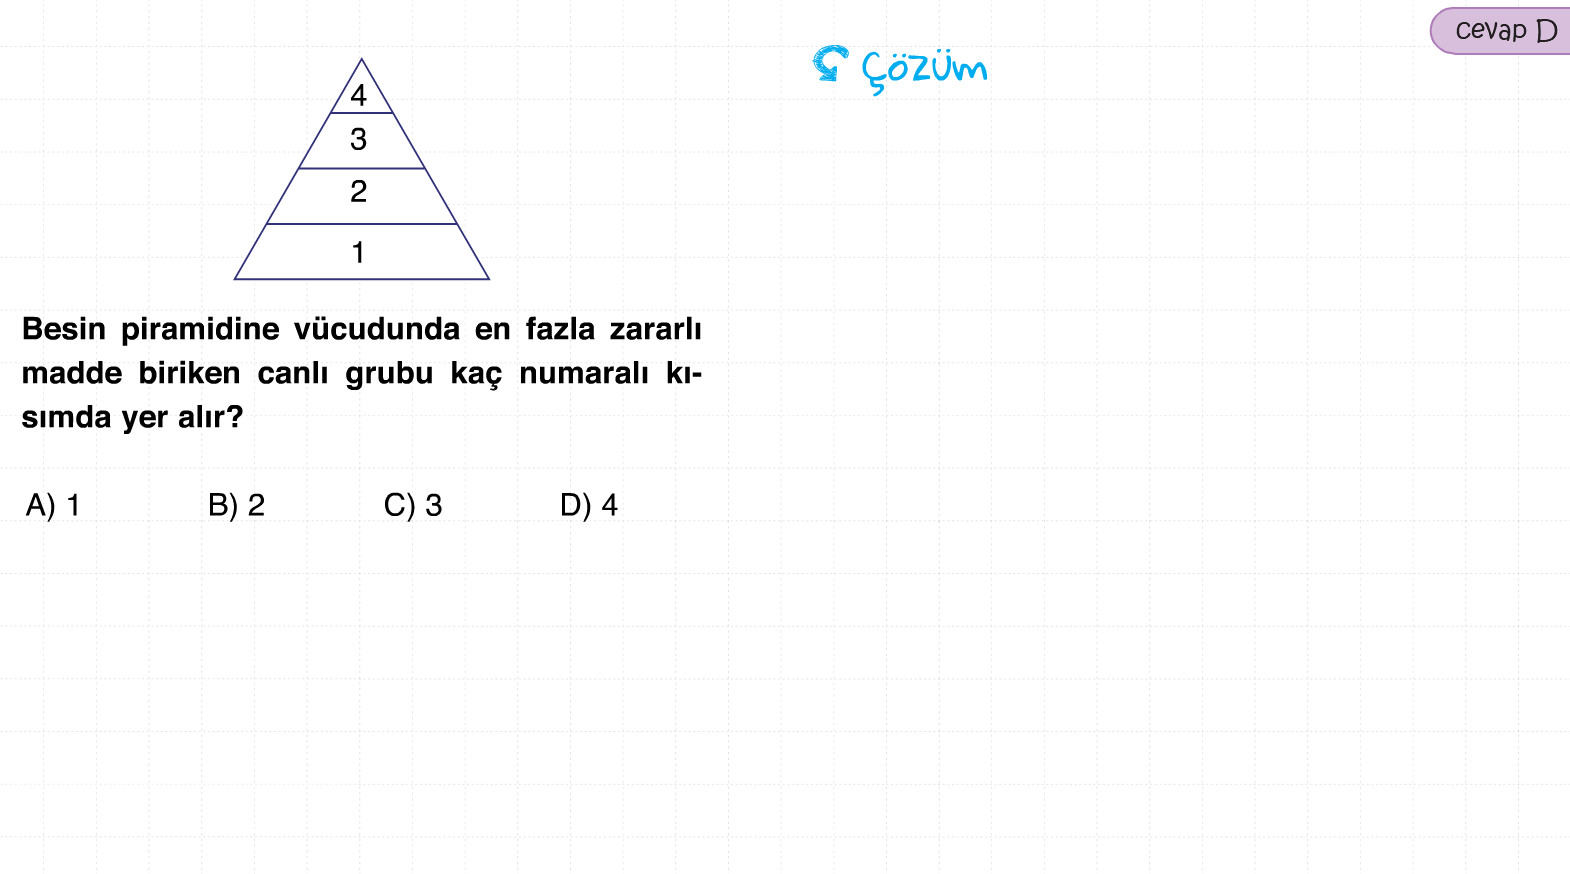 Cevap D
Çözüm
4
3
2
1
Besin piramidine vücudunda en fazla zararlı
madde biriken canlı grubu kaç numaralı kı-
sımda yer alır?
A) 1 B) 2 C) 3 D) 4